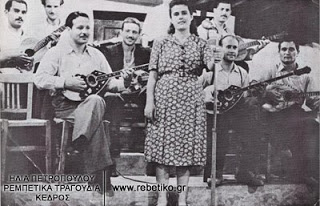 ΗΛΙΑ ΠΕΤΡΟΠΟΥΛΟΥ
ΡΕΜΠΕΤΙΚΑ ΤΡΑΓΟΥΔΙΑ
ΚΕΔΡΟΣ
www.rebetiko.gr